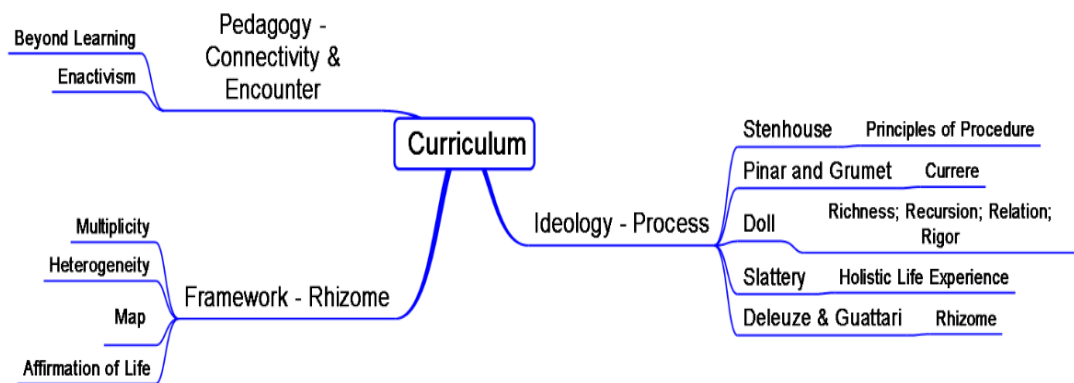 Pedagogy -
Connectivity &
Encounter
Beyond Learning
Enactivism
Curriculum
Stenhouse Principles of Procedure
Pinar and Grumet Currere
Ideology - Process
Doll
Richness; Recursion; Relation;
Rigor
Slattery Holistic Life Experience
Deleuze & Guattari Rhizome
Framework - Rhizome
Multiplicity
Heterogeneity
Map
Affirmation of Life